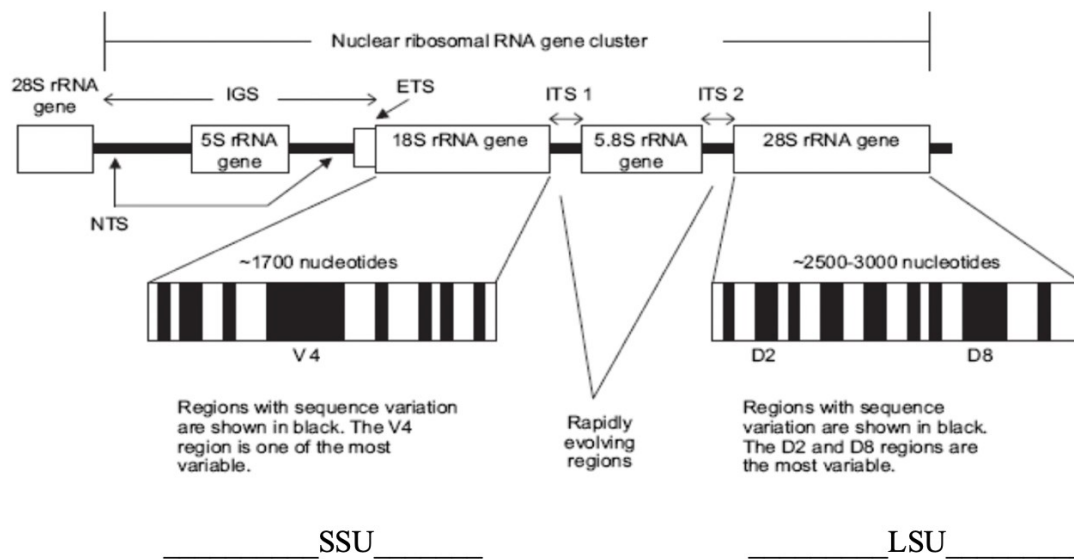 Nuclear ribosomal RNA gene cluster
28S rRNA
gene
IGS
ETS
ITS 1
ITS 2
5S rRNA
gene
18S rRNA gene
5.8S rRNA
gene
28S rRNA gene
NTS
~1700 nucleotides
~2500-3000 nucleotides
V4
D2
D8
Regions with sequence variation
are shown in black. The V4
region is one of the most
variable.
Rapidly
evolving
regions
Regions with sequence
variation are shown in black.
The D2 and D8 regions are
the most variable.
__________SSU_______
_________LSU________